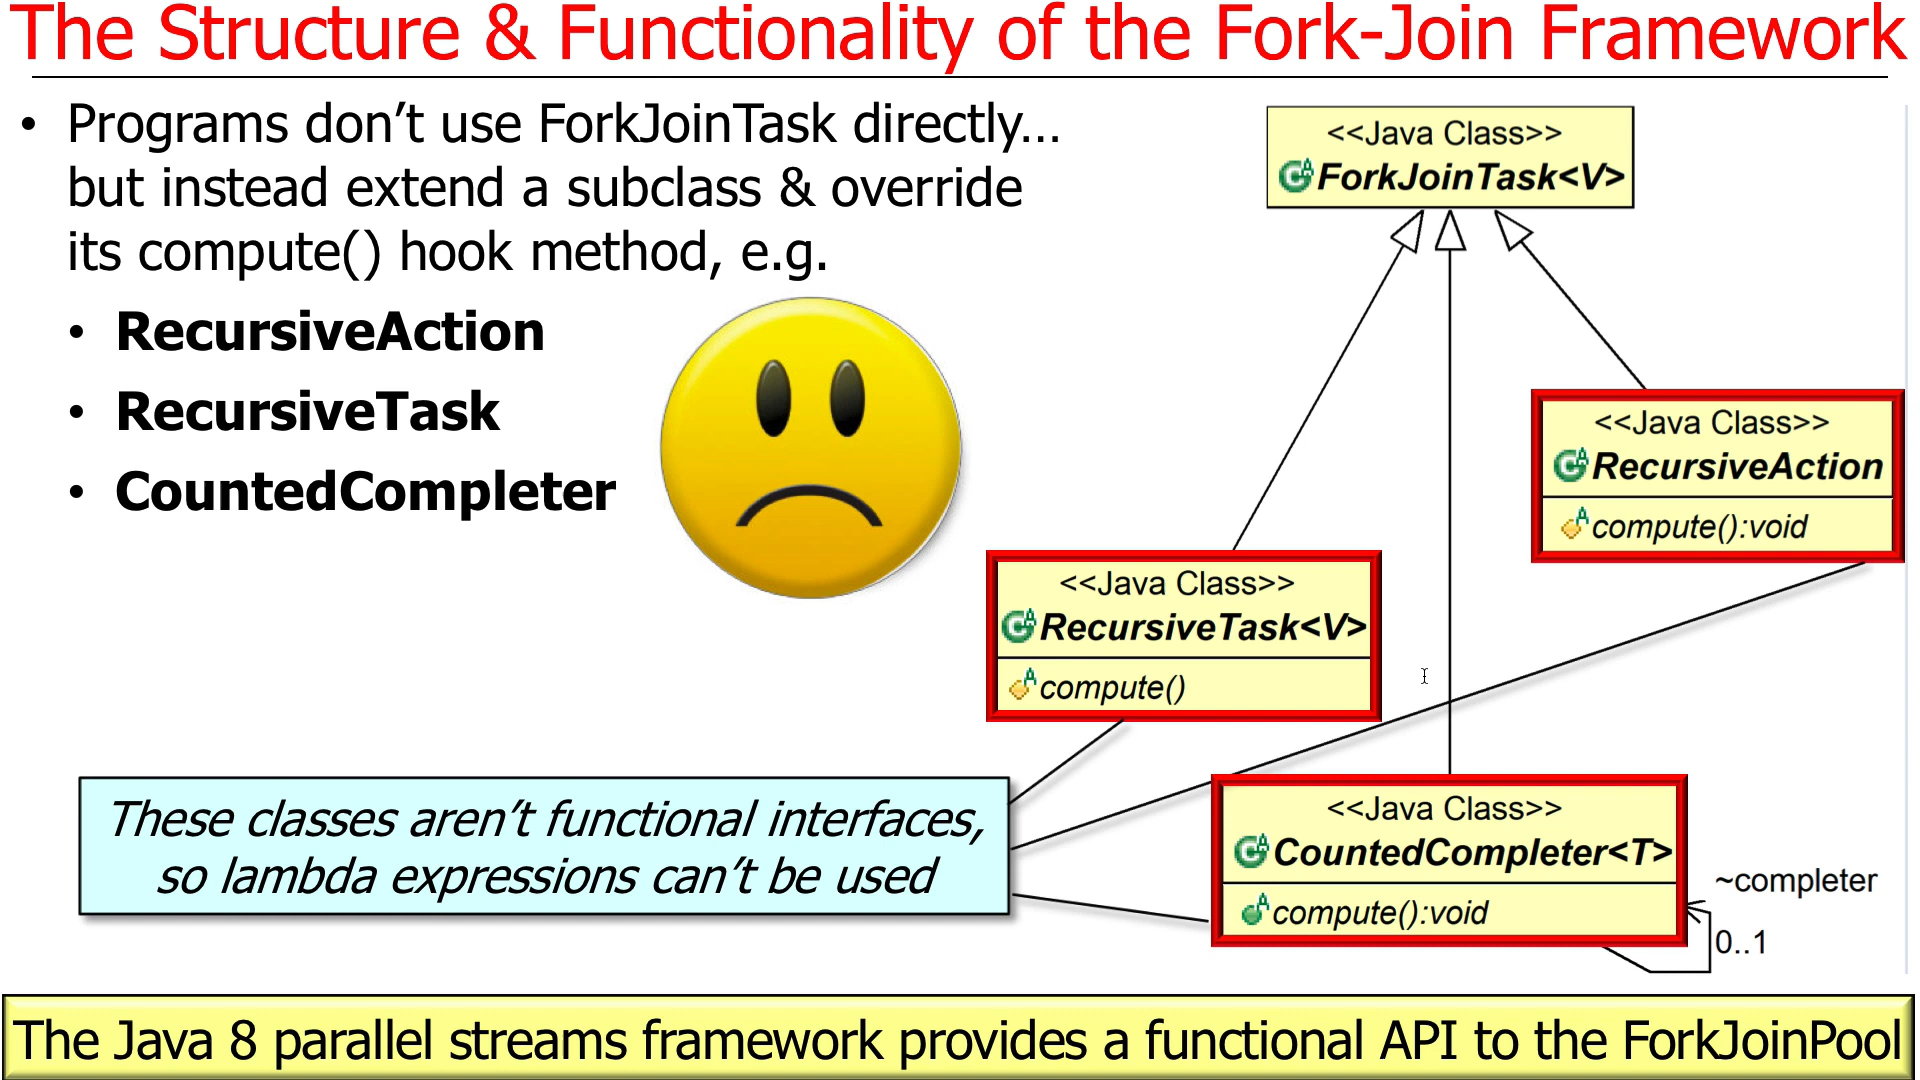 The Structure & Functionality of the Fork-Join Framework
• Programs don’t use ForkJoinTask directly…
but instead extend a subclass & override
its compute() hook method, e.g.
• RecursiveAction
• RecursiveTask
• CountedCompleter
<<Java Class>>
ForkJoinTask<V>
<<Java Class>>
RecursiveAction
compute():void
<<Java Class>>
RecursiveTask<V>
compute()
These classes aren’t functional interfaces,
so lambda expressions can’t be used
<<Java Class>>
CountedCompleter<T>
compute():void
~completer
0..1
The Java 8 parallel streams framework provides a functional API to the ForkJoinPool